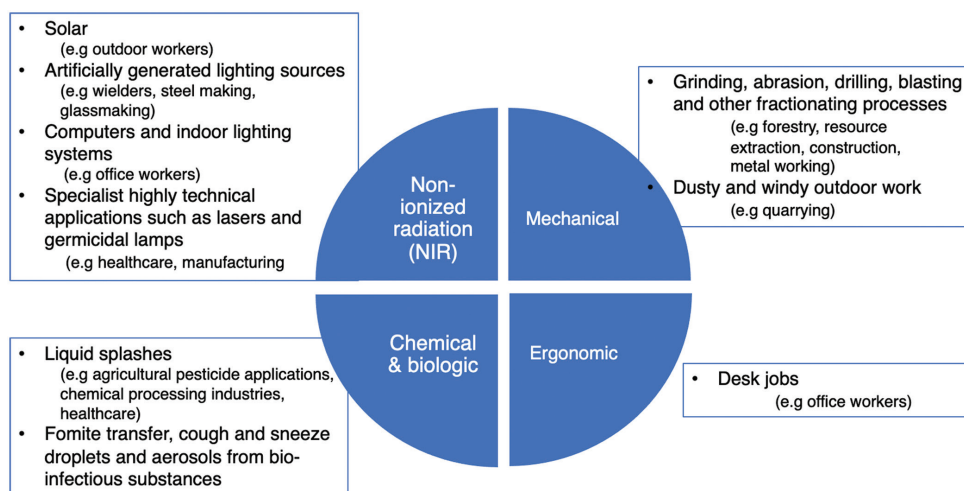 • Solar
(e.g outdoor workers)
• Artificially generated lighting sources
(e.g wielders, steel making,
glassmaking)
• Computers and indoor lighting
systems
(e.g office workers)
• Specialist highly technical
applications such as lasers and
germicidal lamps
(e.g healthcare, manufacturing
• Grinding, abrasion, drilling, blasting
and other fractionating processes
(e.g forestry, resource
extraction, construction,
metal working)
• Dusty and windy outdoor work
(e.g quarrying)
Non-
ionized
radiation
(NIR)
Mechanical
Chemical
& biologic
Ergonomic
• Liquid splashes
(e.g agricultural pesticide applications,
chemical processing industries,
healthcare)
• Fomite transfer, cough and sneeze
droplets and aerosols from bio-
infectious substances
• Desk jobs
(e.g office workers)